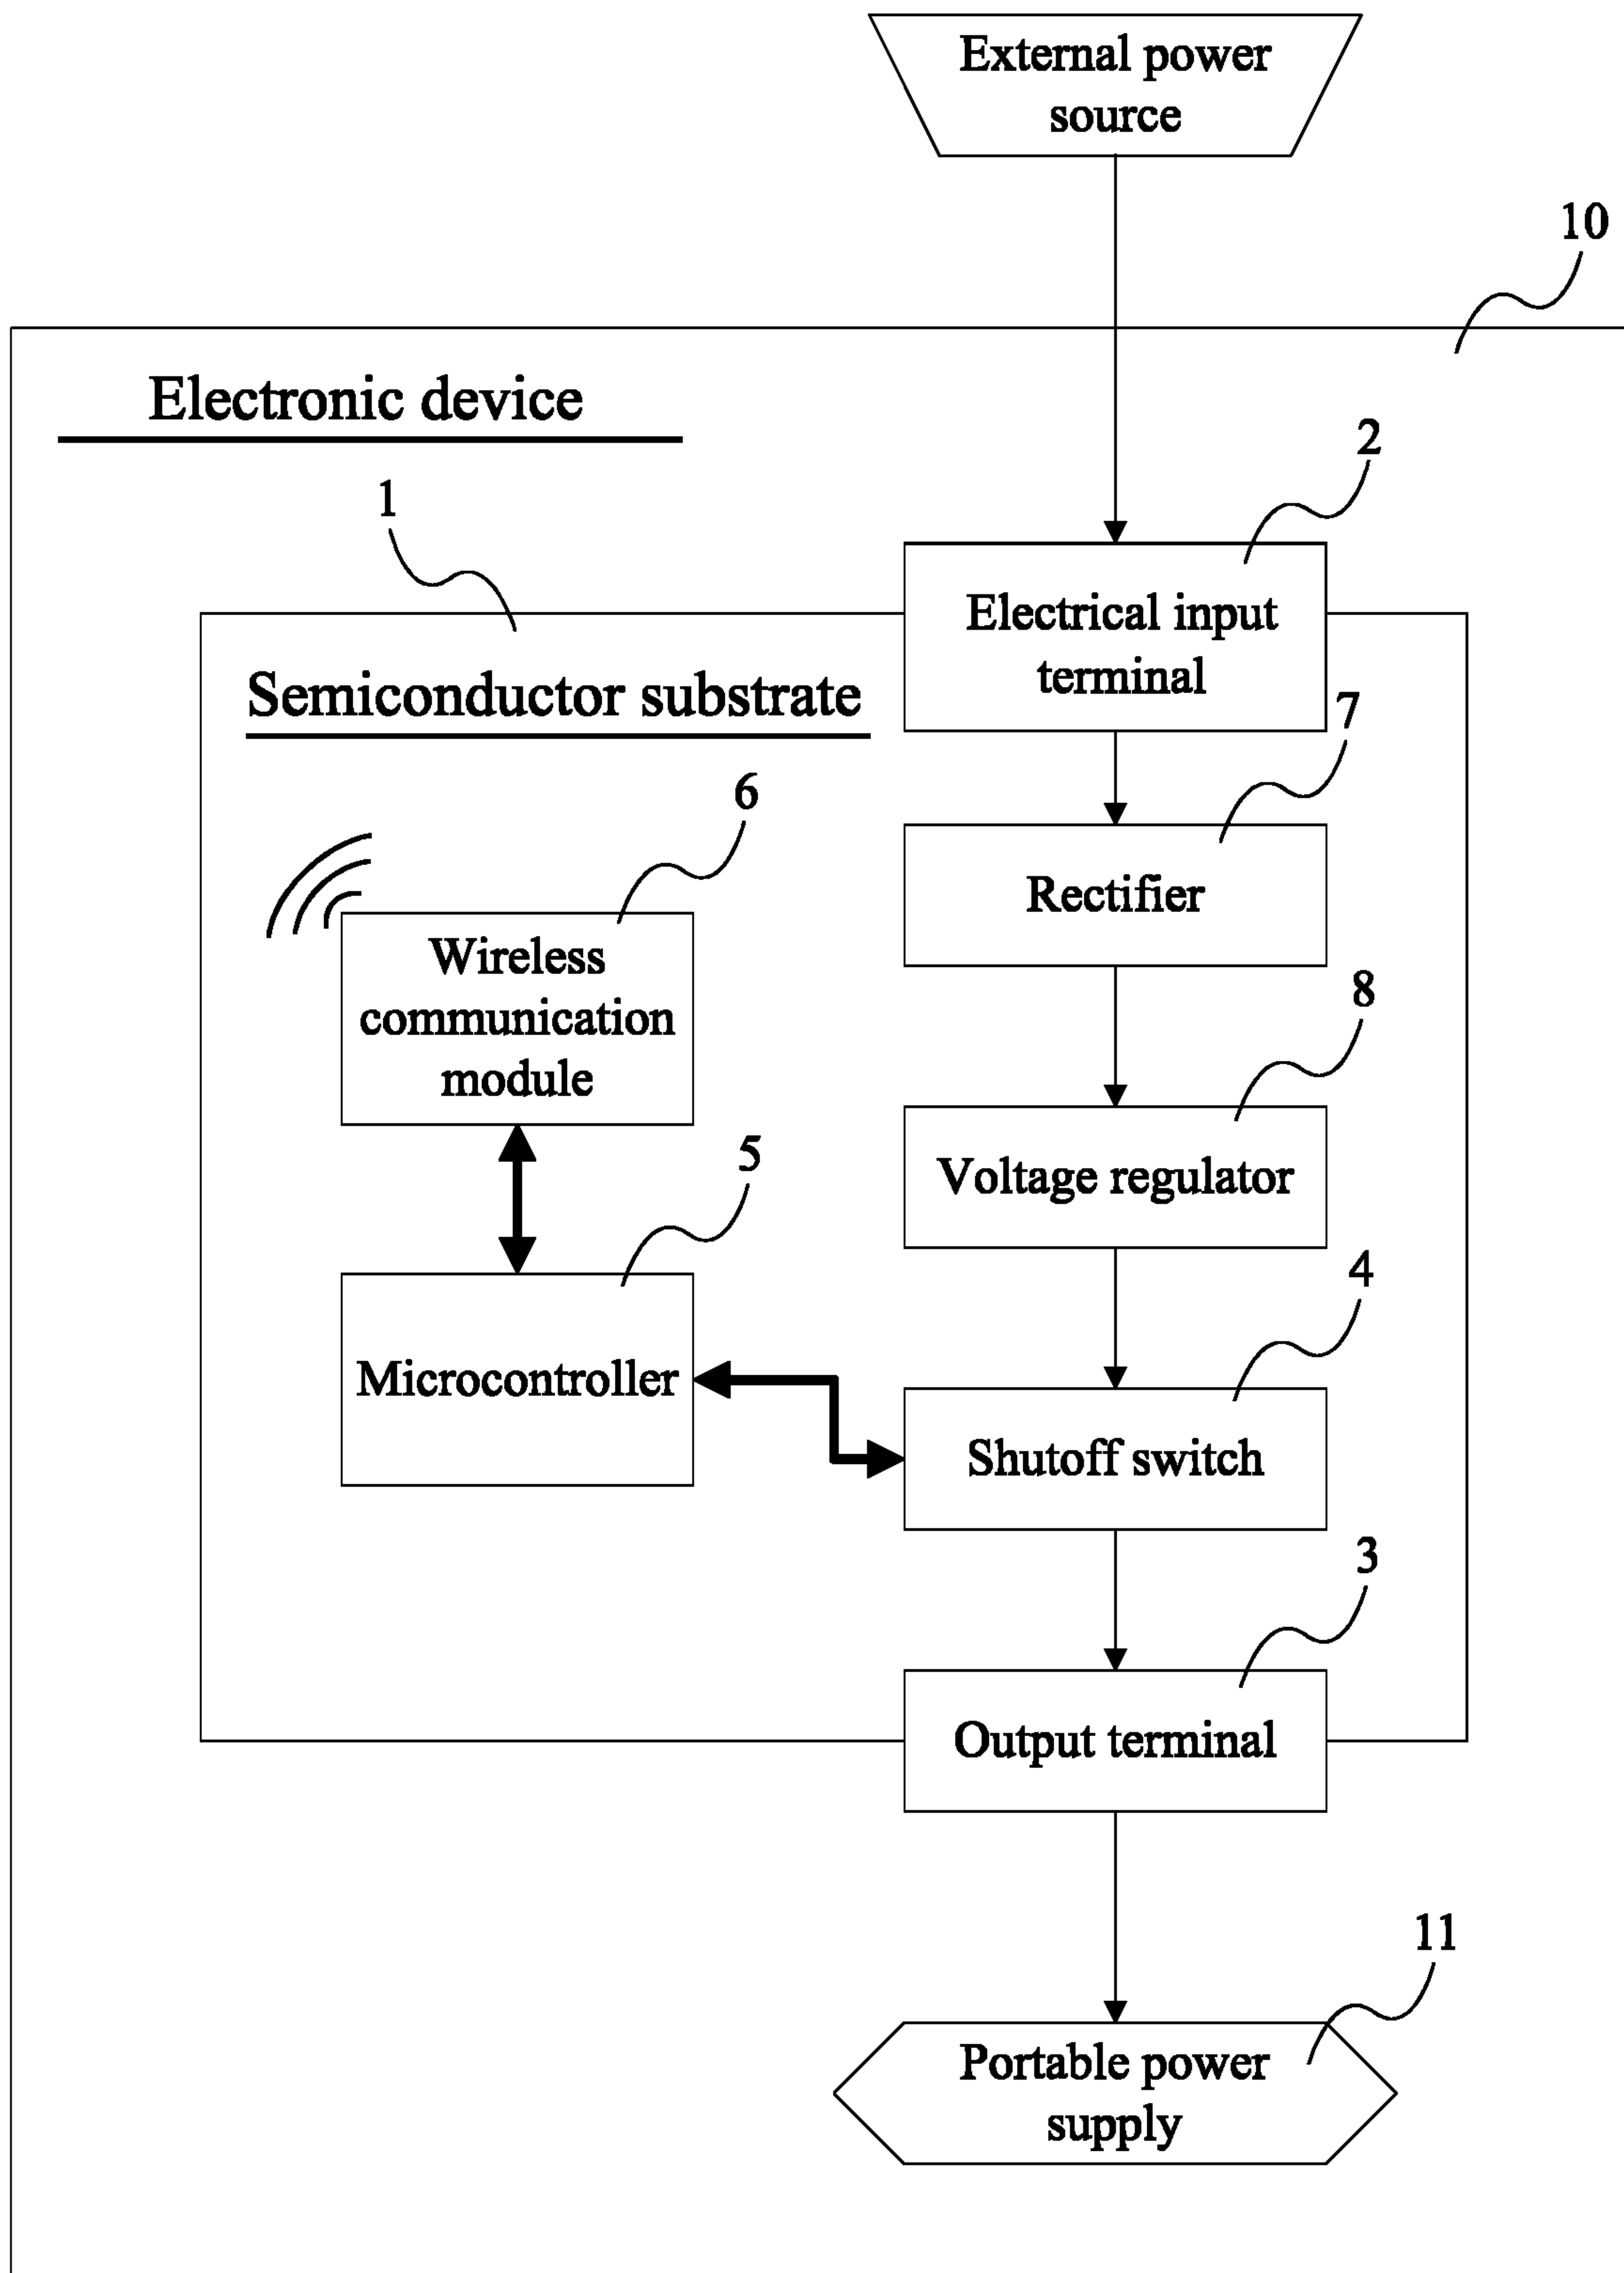 External power
source
10
Electronic device
2
1
Electrical input
terminal
Semiconductor substrate
7
6
Rectifier
Wireless
communication
module
8
5
Voltage regulator
4
Microcontroller
Shutoff switch
3
Output terminal
11
Portable power
supply